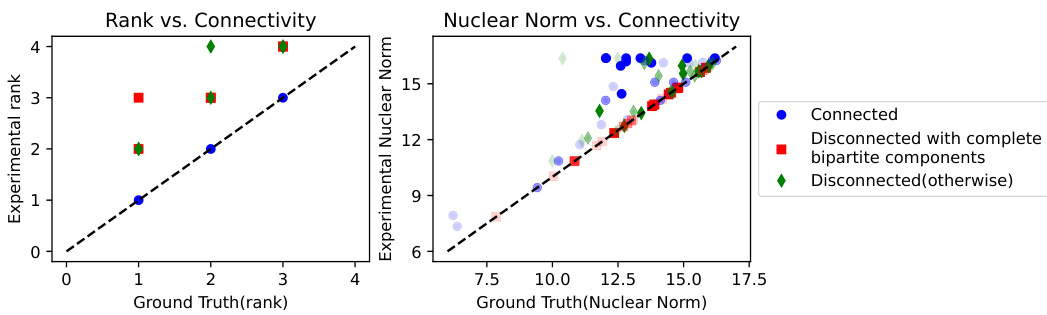 Rank vs. Connectivity
Experimental rank
4
3
2
1
0
0 1 2 3 4
Ground Truth(rank)
Nuclear Norm vs. Connectivity
Experimental Nuclear Norm
15
12
9
6
7.5 10.0 12.5 15.0 17.5
Ground Truth(Nuclear Norm)
Connected
Disconnected with complete
bipartite components
Disconnected(otherwise)